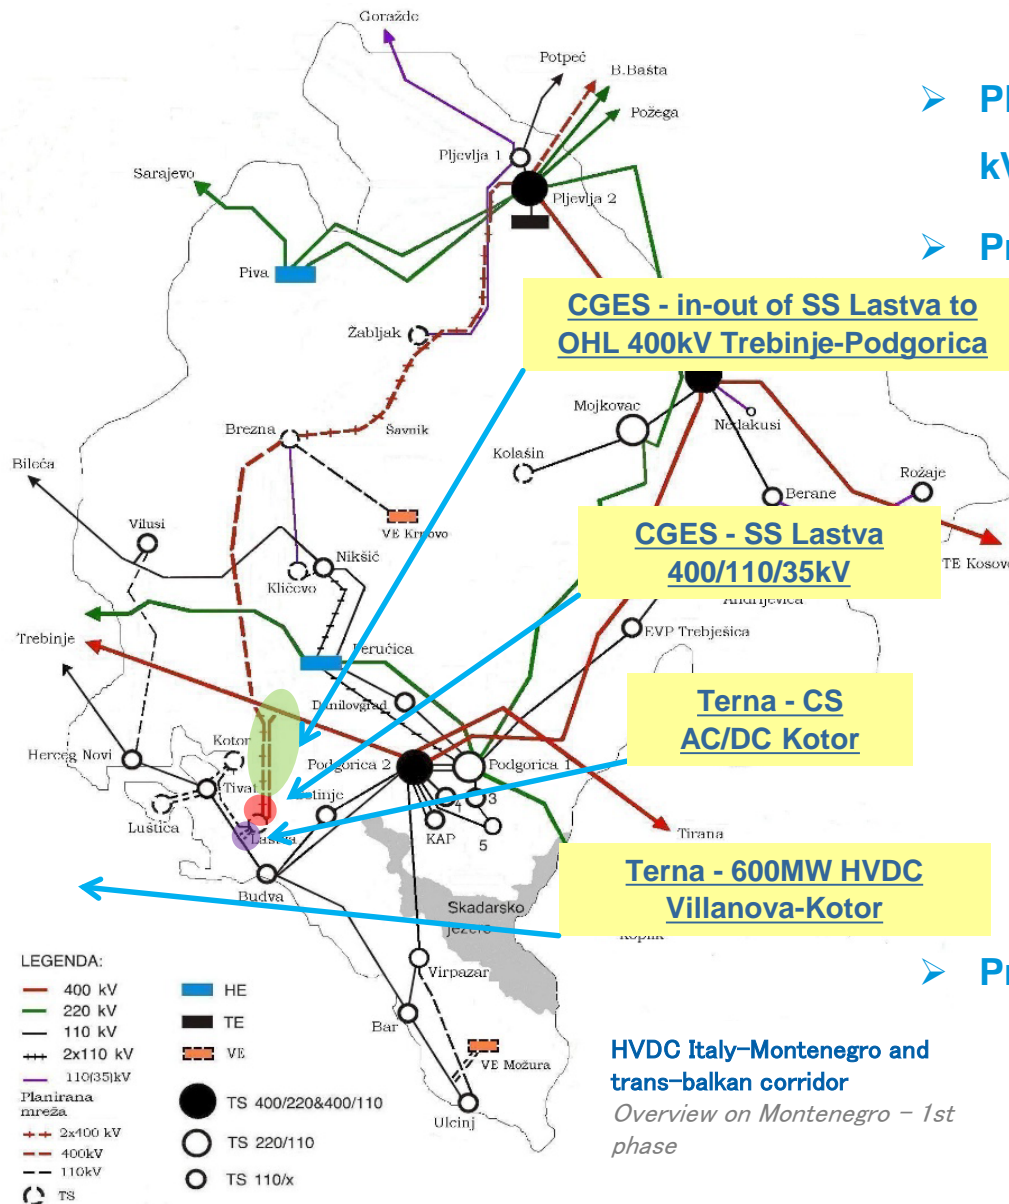 Goražde
Potpeć
B.Bašta
Požega
Pljevlja 1
Sarajevo
Pljevlja 2
Piva
kV
CGES - in-out of SS Lastva to
OHL 400kV Trebinje-Podgorica
Žabljak
Mojkovac
Nedakusi
Brezna
Šavnik
Kolašin
Bileća
Rožaje
Berane
Vilusi
VE Krnovo
CGES - SS Lastva
400/110/35kV
Nikšić
Kličevo
TE Kosovo
Andrijevica
EVP Trebješica
Trebinje
Perućica
Danilovgrad
Terna - CS
AC/DC Kotor
Kotor
Herceg Novi
Podgorica 2
Podgorica 1
Tivat
Cetinje
4
3
Luštica
Lastva
KAP
5
Tirana
Terna - 600MW HVDC
Villanova-Kotor
Budva
Skadarsko
jezero
Koplik
LEGENDA:
Virpazar
400 kV
HE
220 kV
110 kV
TE
Bar
2x110 kV
VE
VE Možura
110(35)kV
HVDC Italy-Montenegro and
trans-balkan corridor
Planirana
mreža
TS 400/220&400/110
Overview on Montenegro - 1st
phase
Ulcinj
2x400 kV
400kV
TS 220/110
110kV
TS
TS 110/x